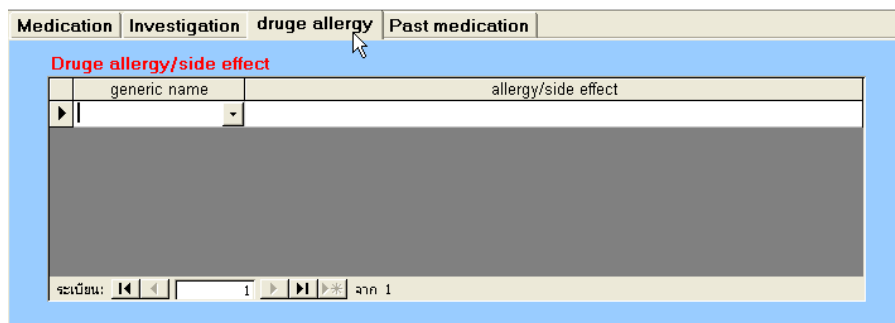 Medication Investigation druge allergy Past medication
Druge allergy/side effect
generic name allergy/side effect
ระเบียน: 1 จาก 1